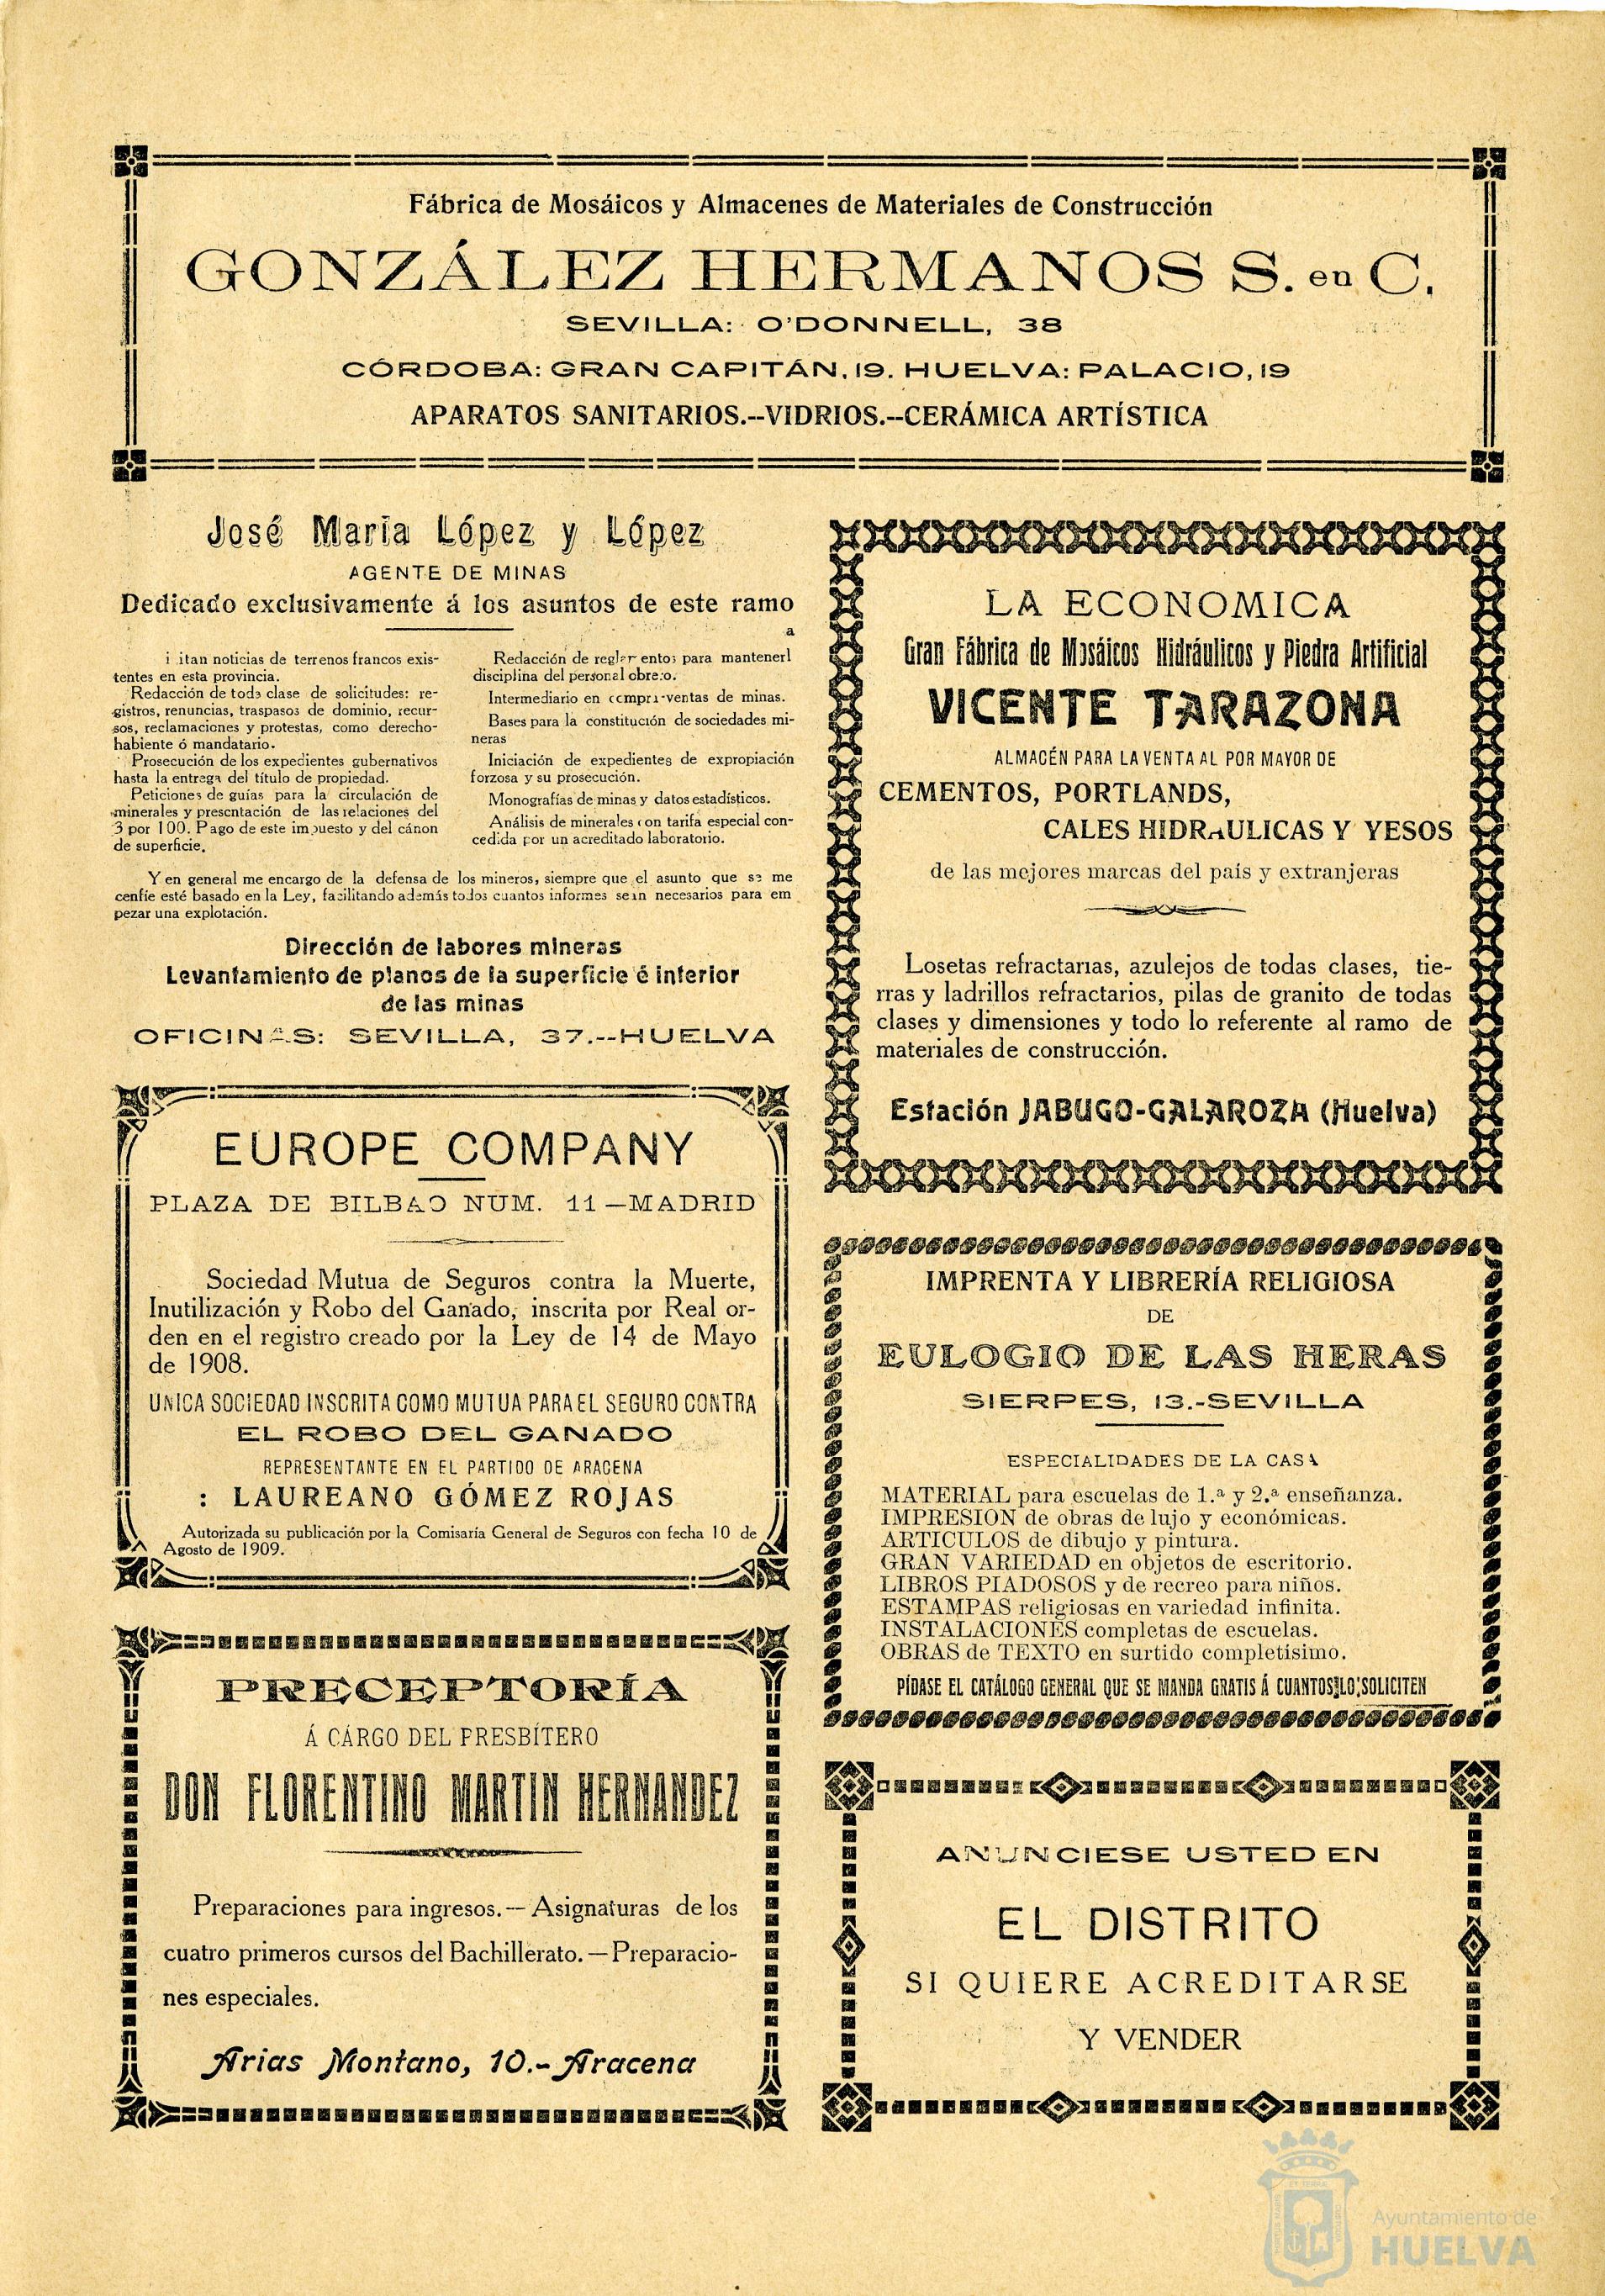 Fábrica de Mosáicos y Almacenes de Materiales de Construcción
GONZÁLEZ HERMANOS S. en C.
SEVILLA: O'DONNELL, 38
CÓRDOBA: GRAN CAPITÁN, 19. HUELVA: PALACIO, 19
APARATOS SANITARIOS.--VIDRIOS.--CERÁMICA ARTÍSTICA
José María López y López
AGENTE DE MINAS
Dedicado exclusivamente á los asuntos de este ramo
itan noticias de terrenos francos exis-
tentes en esta provincia.
Redacción de toda clase de solicitudes: re-
gistros, renuncias, traspasos de dominio, recur-
sos, reclamaciones y protestas, como derecho-
habiente ó mandatario.
Prosecución de los expedientes gubernativos
hasta la entrega del título de propiedad.
Peticiones de guías para la circulación de
minerales y presentación de las relaciones del
3 por 100. Pago de este impuesto y del cánon
de superficie.
a
Redacción de reglamentos para mantenerl
disciplina del personal obrero.
Intermediario en compra-ventas de minas.
Bases para la constitución de sociedades mi-
neras
Iniciación de expedientes de expropiación
forzosa y su prosecución.
Monografías de minas y datos estadísticos.
Análisis de minerales con tarifa especial con-
cedida por un acreditado laboratorio.
Y en general me encargo de la defensa de los mineros, siempre que el asunto que se me
cenfíe esté basado en la Ley, facilitando además todos cuantos informes sean necesarios para em
pezar una explotación.
Dirección de labores mineras
Levantamiento de planos de la superficie é interior
de las minas
OFICINAS: SEVILLA, 37.--HUELVA
LA ECONOMICA
Gran Fábrica de Mosáicos Hidráulicos y Piedra Artificial
VICENTE TARAZONA
ALMACÉN PARA LA VENTA AL POR MAYOR DE
CEMENTOS, PORTLANDS,
CALES HIDRAULICAS Y YESOS
de las mejores marcas del país y extranjeras
Losetas refractarias, azulejos de todas clases, tie-
rras y ladrillos refractarios, pilas de granito de todas
clases y dimensiones y todo lo referente al ramo de
materiales de construcción.
Estación JABUGO-GALAROZA (Huelva)
EUROPE COMPANY
PLAZA DE BILBAO NUM. 11—MADRID
Sociedad Mutua de Seguros contra la Muerte,
Inutilización y Robo del Ganado, inscrita por Real or-
den en el registro creado por la Ley de 14 de Mayo
de 1908.
UNICA SOCIEDAD INSCRITA COMO MUTUA PARA EL SEGURO CONTRA
EL ROBO DEL GANADO
REPRESENTANTE EN EL PARTIDO DE ARACENA
: LAUREANO GÓMEZ ROJAS
Autorizada su publicación por la Comisaría General de Seguros con fecha 10 de
Agosto de 1909.
IMPRENTA Y LIBRERÍA RELIGIOSA
DE
EULOGIO DE LAS HERAS
SIERPES, 13.-SEVILLA
ESPECIALIDADES DE LA CASA
MATERIAL para escuelas de 1.ª y 2.ª enseñanza.
IMPRESION de obras de lujo y económicas.
ARTICULOS de dibujo y pintura.
GRAN VARIEDAD en objetos de escritorio.
LIBROS PIADOSOS y de recreo para niños.
ESTAMPAS religiosas en variedad infinita.
INSTALACIONES completas de escuelas.
OBRAS de TEXTO en surtido completisimo.
PÍDASE EL CATÁLOGO GENERAL QUE SE MANDA GRATIS Á CUANTOS LO SOLICITEN
PRECEPTORÍA
Á CARGO DEL PRESBÍTERO
DON FLORENTINO MARTIN HERNANDEZ
Preparaciones para ingresos.—Asignaturas de los
cuatro primeros cursos del Bachillerato.—Preparacio-
nes especiales.
Arias Montano, 10.-Aracena
ANUNCIESE USTED EN
EL DISTRITO
SI QUIERE ACREDITARSE
Y VENDER
Ayuntamiento de
HUELVA